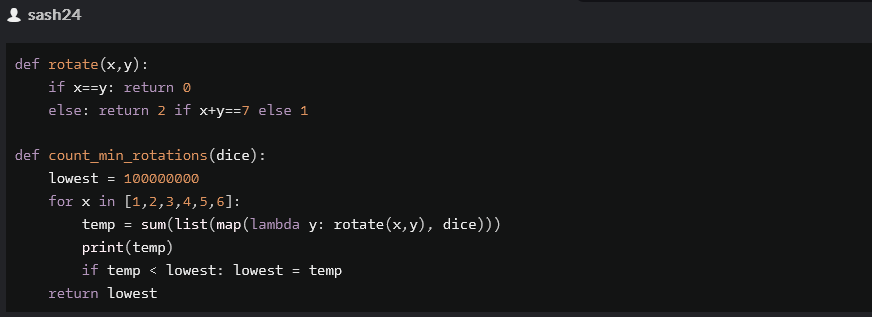 sash24
def rotate(x,y):
    if x==y: return 0
    else: return 2 if x+y==7 else 1
def count_min_rotations(dice):
    lowest = 100000000
    for x in [1,2,3,4,5,6]:
        temp = sum(list(map(lambda y: rotate(x,y), dice)))
        print(temp)
        if temp < lowest: lowest = temp
    return lowest